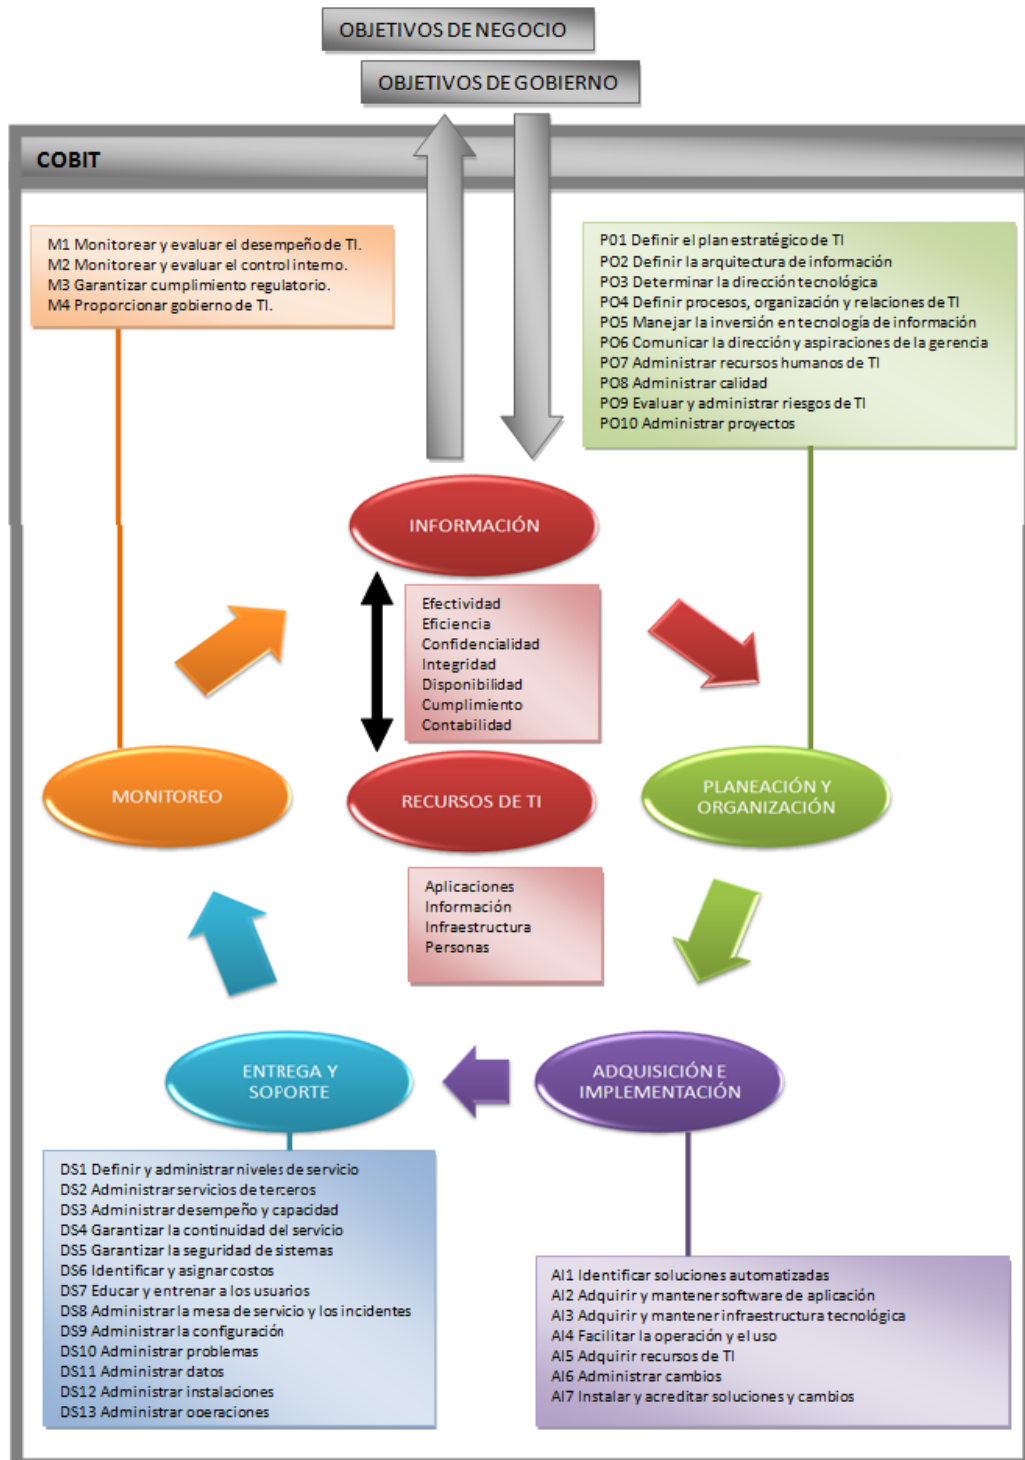 OBJETIVOS DE NEGOCIO
OBJETIVOS DE GOBIERNO
COBIT
M1 Monitorear y evaluar el desempeño de TI.
M2 Monitorear y evaluar el control interno.
M3 Garantizar cumplimiento regulatorio.
M4 Proporcionar gobierno de TI.
PO1 Definir el plan estratégico de TI
PO2 Definir la arquitectura de información
PO3 Determinar la dirección tecnológica
PO4 Definir procesos, organización y relaciones de TI
PO5 Manejar la inversión en tecnología de información
PO6 Comunicar la dirección y aspiraciones de la gerencia
PO7 Administrar recursos humanos de TI
PO8 Administrar calidad
PO9 Evaluar y administrar riesgos de TI
PO10 Administrar proyectos
INFORMACIÓN
Efectividad
Eficiencia
Confidencialidad
Integridad
Disponibilidad
Cumplimiento
Contabilidad
MONITOREO
RECURSOS DE TI
PLANEACIÓN Y
ORGANIZACIÓN
Aplicaciones
Información
Infraestructura
Personas
ENTREGA Y
SOPORTE
ADQUISICIÓN E
IMPLEMENTACIÓN
DS1 Definir y administrar niveles de servicio
DS2 Administrar servicios de terceros
DS3 Administrar desempeño y capacidad
DS4 Garantizar la continuidad del servicio
DS5 Garantizar la seguridad de sistemas
DS6 Identificar y asignar costos
DS7 Educar y entrenar a los usuarios
DS8 Administrar la mesa de servicio y los incidentes
DS9 Administrar la configuración
DS10 Administrar problemas
DS11 Administrar datos
DS12 Administrar instalaciones
DS13 Administrar operaciones
AI1 Identificar soluciones automatizadas
AI2 Adquirir y mantener software de aplicación
AI3 Adquirir y mantener infraestructura tecnológica
AI4 Facilitar la operación y el uso
AI5 Adquirir recursos de TI
AI6 Administrar cambios
AI7 Instalar y acreditar soluciones y cambios